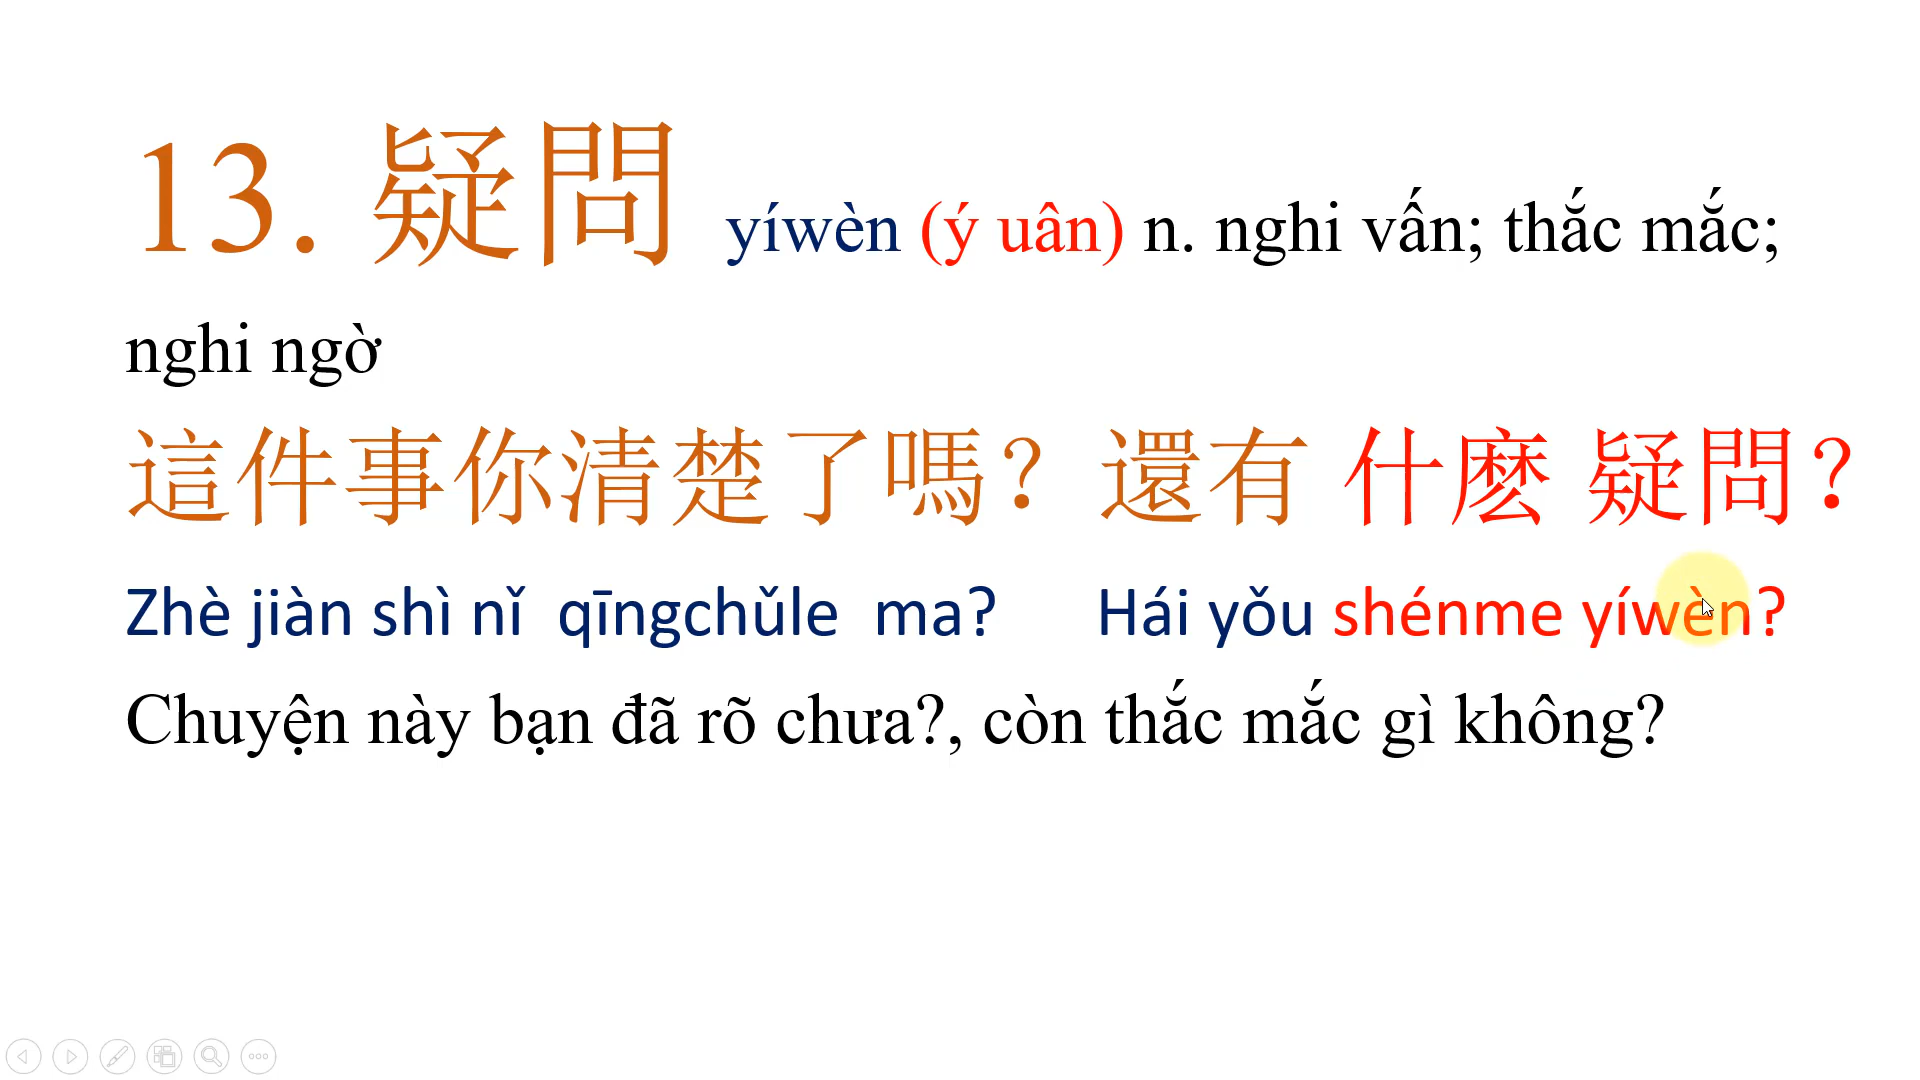 13. 疑問 yíwèn (ý uân) n. nghi vấn; thắc mắc;
nghi ngờ
這件事你清楚了嗎？還有 什麽 疑問？
Zhè jiàn shì nǐ qīngchǔle ma? Hái yǒu shénme yíwèn?
Chuyện này bạn đã rõ chưa?, còn thắc mắc gì không?